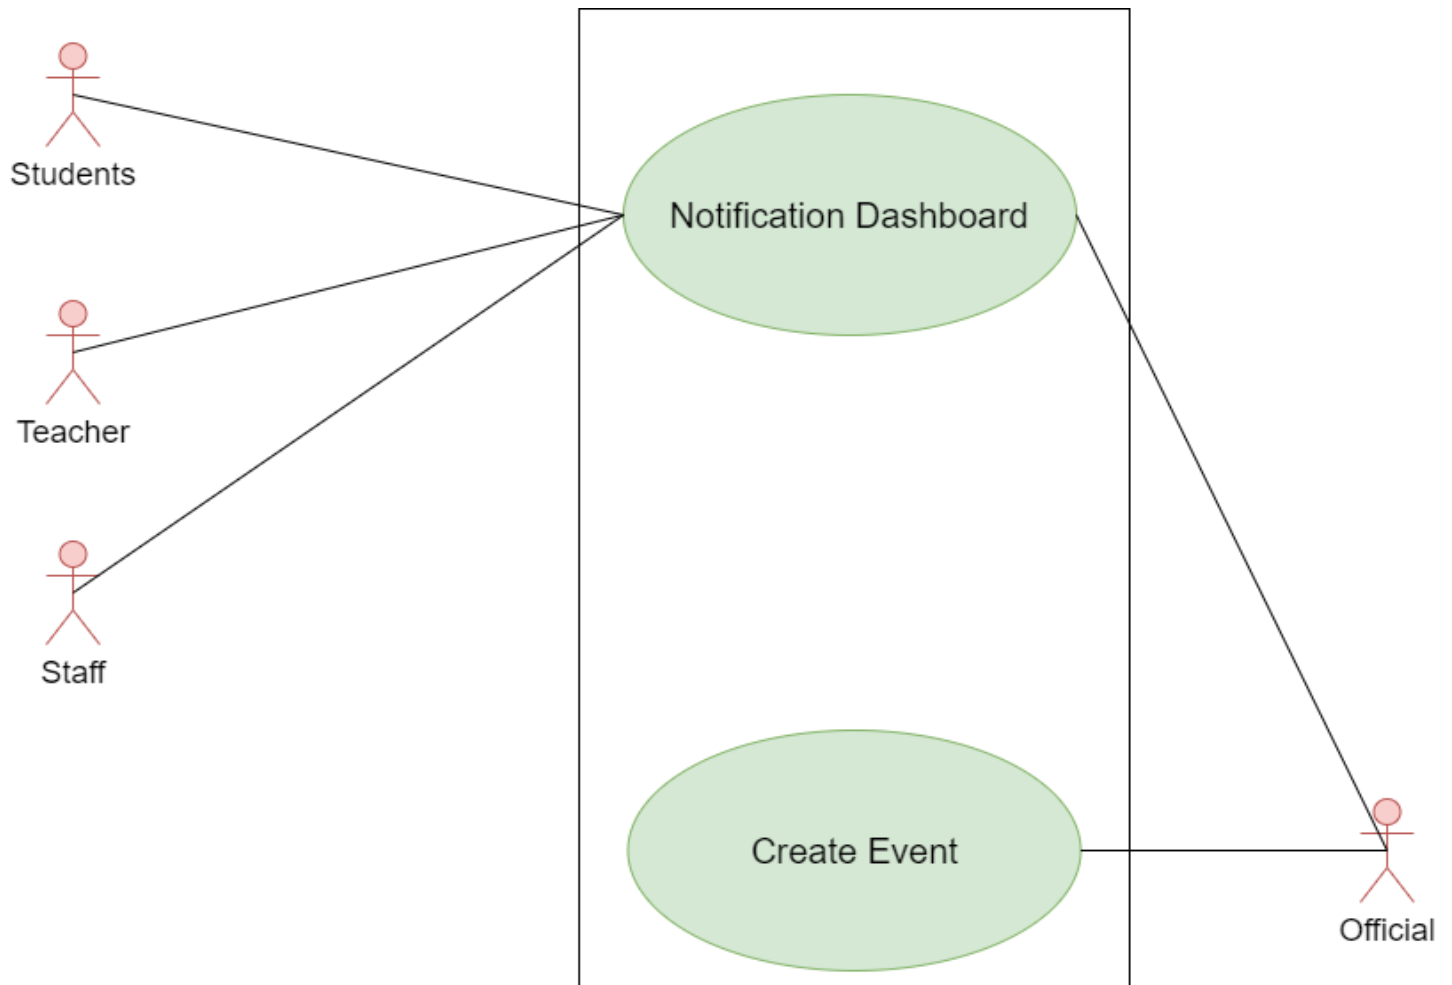 Students
Notification Dashboard
Teacher
Staff
Create Event
Official